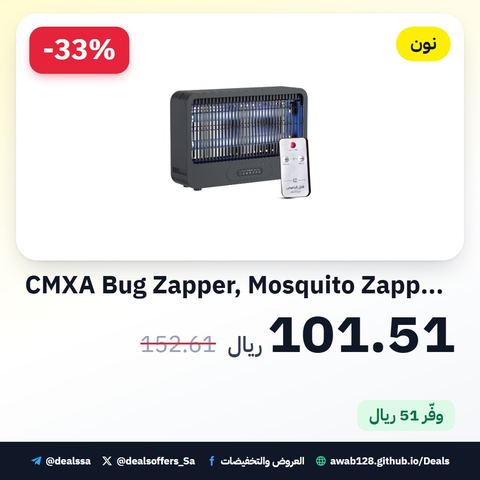 -33%
نون
CMXA Bug Zapper, Mosquito Zapp...
101.51 ريال 152.61
وفّر 51 ريال
@dealssa @dealsoffers_Sa العروض والتخفيضات awab128.github.io/Deals